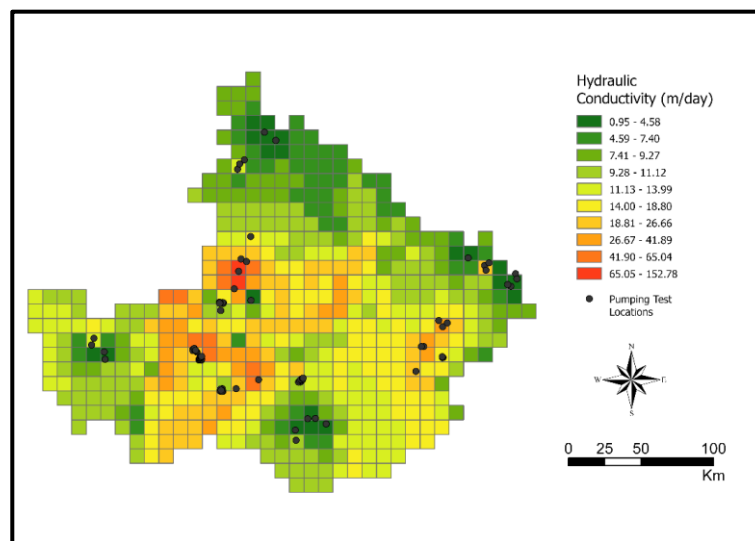 Hydraulic
Conductivity (m/day)
0.95 - 4.58
4.59 - 7.40
7.41 - 9.27
9.28 - 11.12
11.13 - 13.99
14.00 - 18.80
18.81 - 26.66
26.67 - 41.89
41.90 - 65.04
65.05 - 152.78
Pumping Test
Locations
N
W
S
0 25 50 100
Km